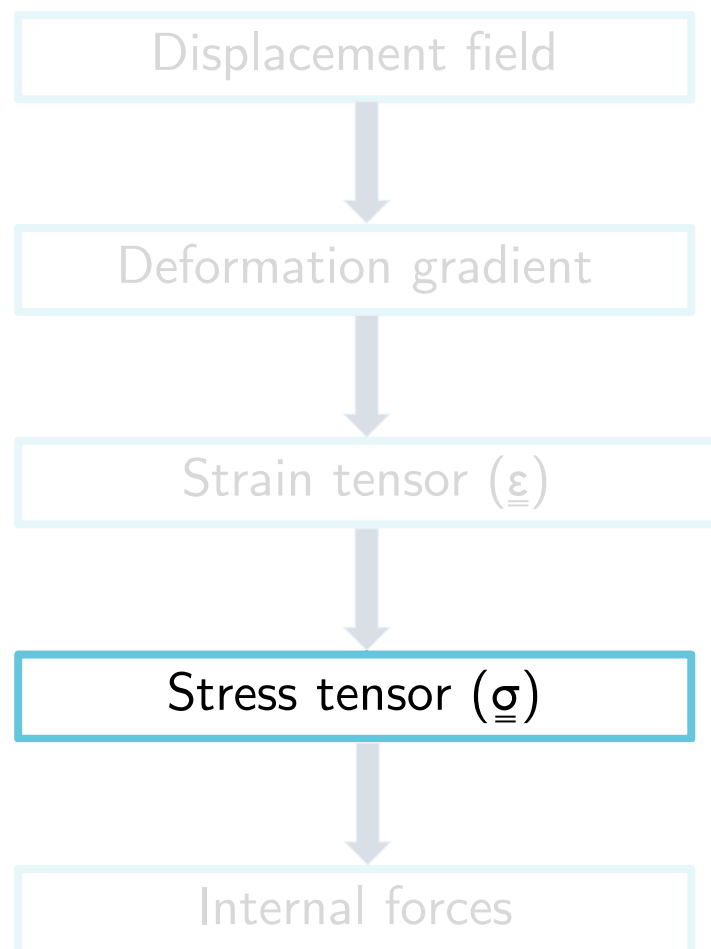 Displacement field
Deformation gradient
Strain tensor (ε̳)
Stress tensor (σ̳)
Internal forces